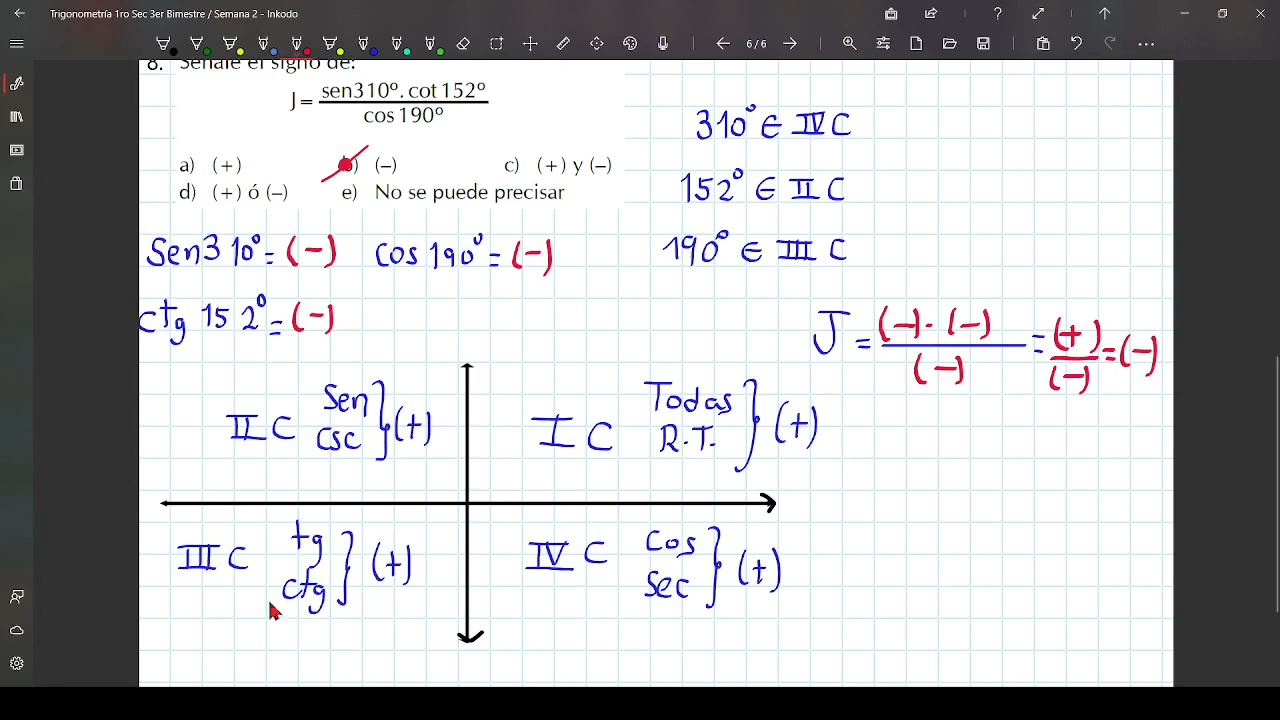 Trigonometría 1ro Sec 3er Bimestre / Semana 2 - Inkodo
6/6
8. Señale el signo de:
J = sen310º. cot 152º
cos 190º
a) (+) b) (–) c) (+) y (–)
d) (+) ó (–) e) No se puede precisar
310° ∈ IV C
152° ∈ II C
190° ∈ III C
Sen 310° = (-) cos 190° = (-)
ctg 152° = (-)
J = (-) · (-) / (-) = (+) / (-) = (-)
II C Sen csc } (+)
I C Todas R.T. } (+)
III C tg ctg } (+)
IV C cos sec } (+)